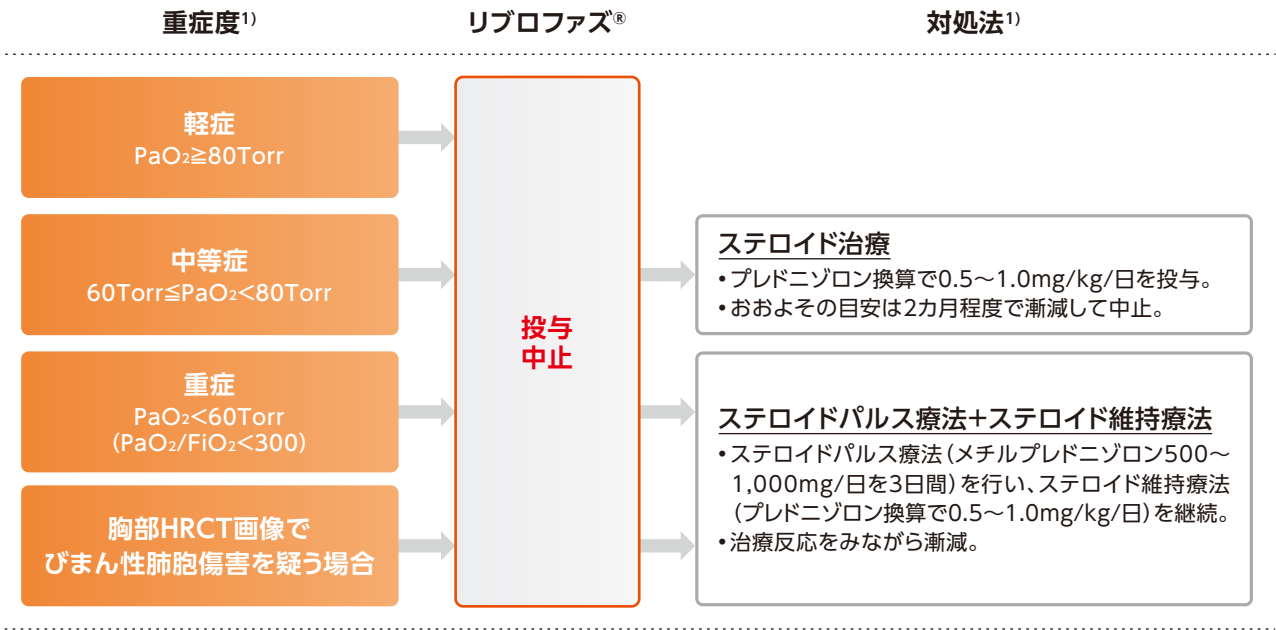 重症度1)
リブロファズ®
対処法1)
軽症
PaO2≧80Torr
中等症
60Torr≦PaO2<80Torr
重症
PaO2<60Torr
(PaO2/FiO2<300)
胸部HRCT画像で
びまん性肺胞傷害を疑う場合
投与
中止
ステロイド治療
•プレドニゾロン換算で0.5〜1.0mg/kg/日を投与。
•おおよその目安は2カ月程度で漸減して中止。
ステロイドパルス療法+ステロイド維持療法
•ステロイドパルス療法(メチルプレドニゾロン500〜
1,000mg/日を3日間)を行い、ステロイド維持療法
(プレドニゾロン換算で0.5〜1.0mg/kg/日)を継続。
•治療反応をみながら漸減。